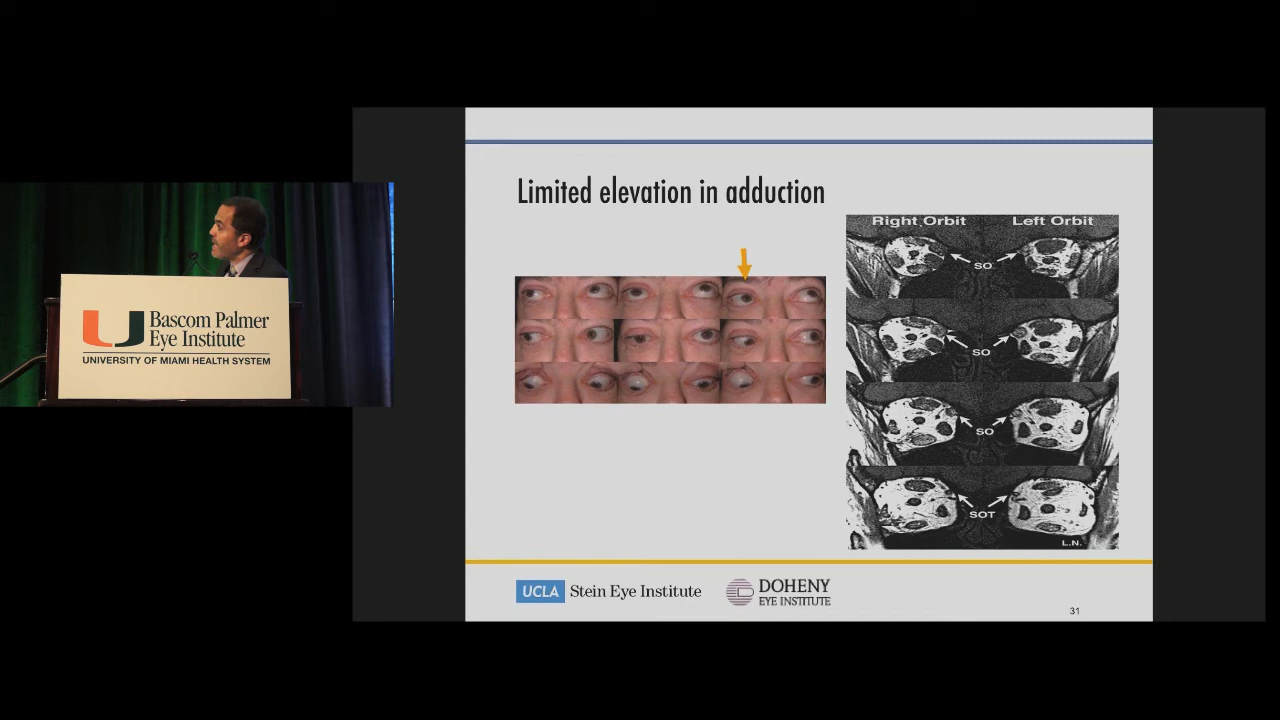 Limited elevation in adduction
Right Orbit Left Orbit
SO
SO
SO
SOT
L.N.
Bascom Palmer
Eye Institute
UNIVERSITY OF MIAMI HEALTH SYSTEM
UCLA Stein Eye Institute
DOHENY
EYE INSTITUTE
31